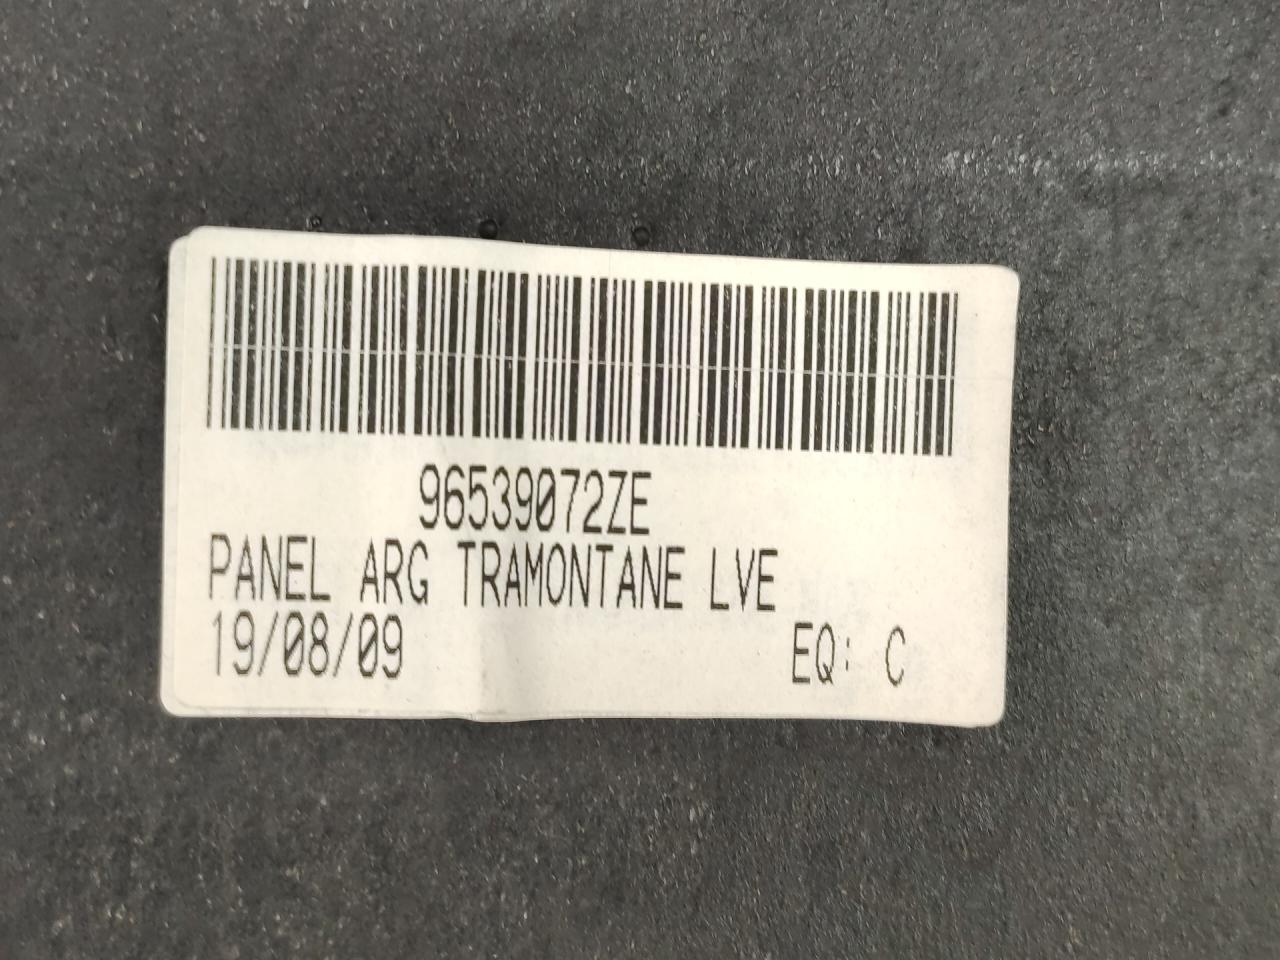 96539072ZE
PANEL ARG TRAMONTANE LVE
19/08/09 EQ: C